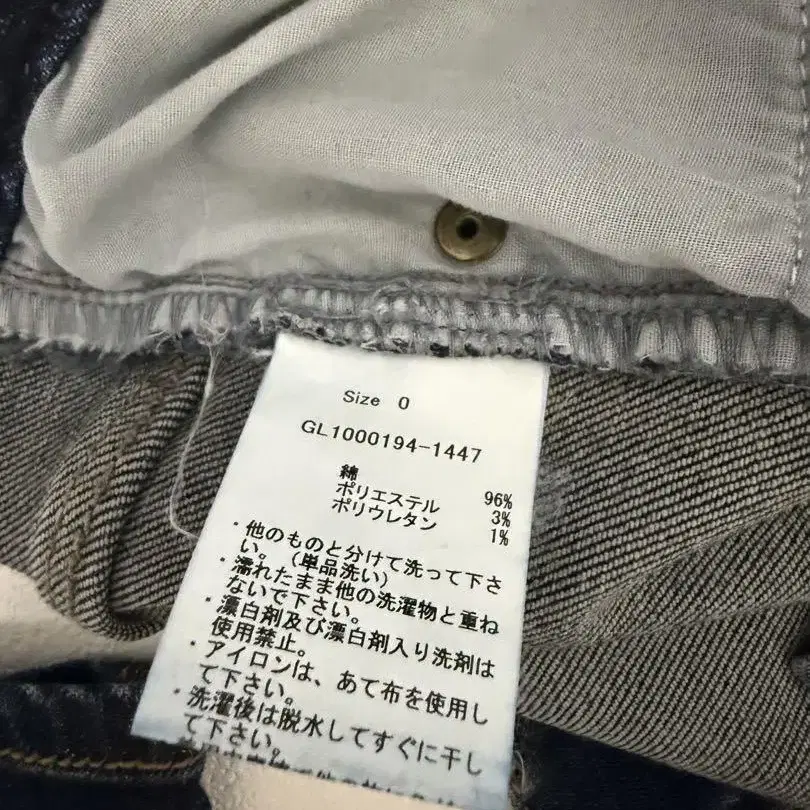 Size 0
GL1000194-1447
綿 96%
ポリエステル 3%
ポリウレタン 1%
・他のものと分けて洗って下さ
い。(単品洗い)
・濡れたまま他の洗濯物と重ね
ないで下さい。
・漂白剤及び漂白剤入り洗剤は
使用禁止。
・アイロンは、あて布を使用し
て下さい。
・洗濯後は脱水してすぐに干し
て下さい。